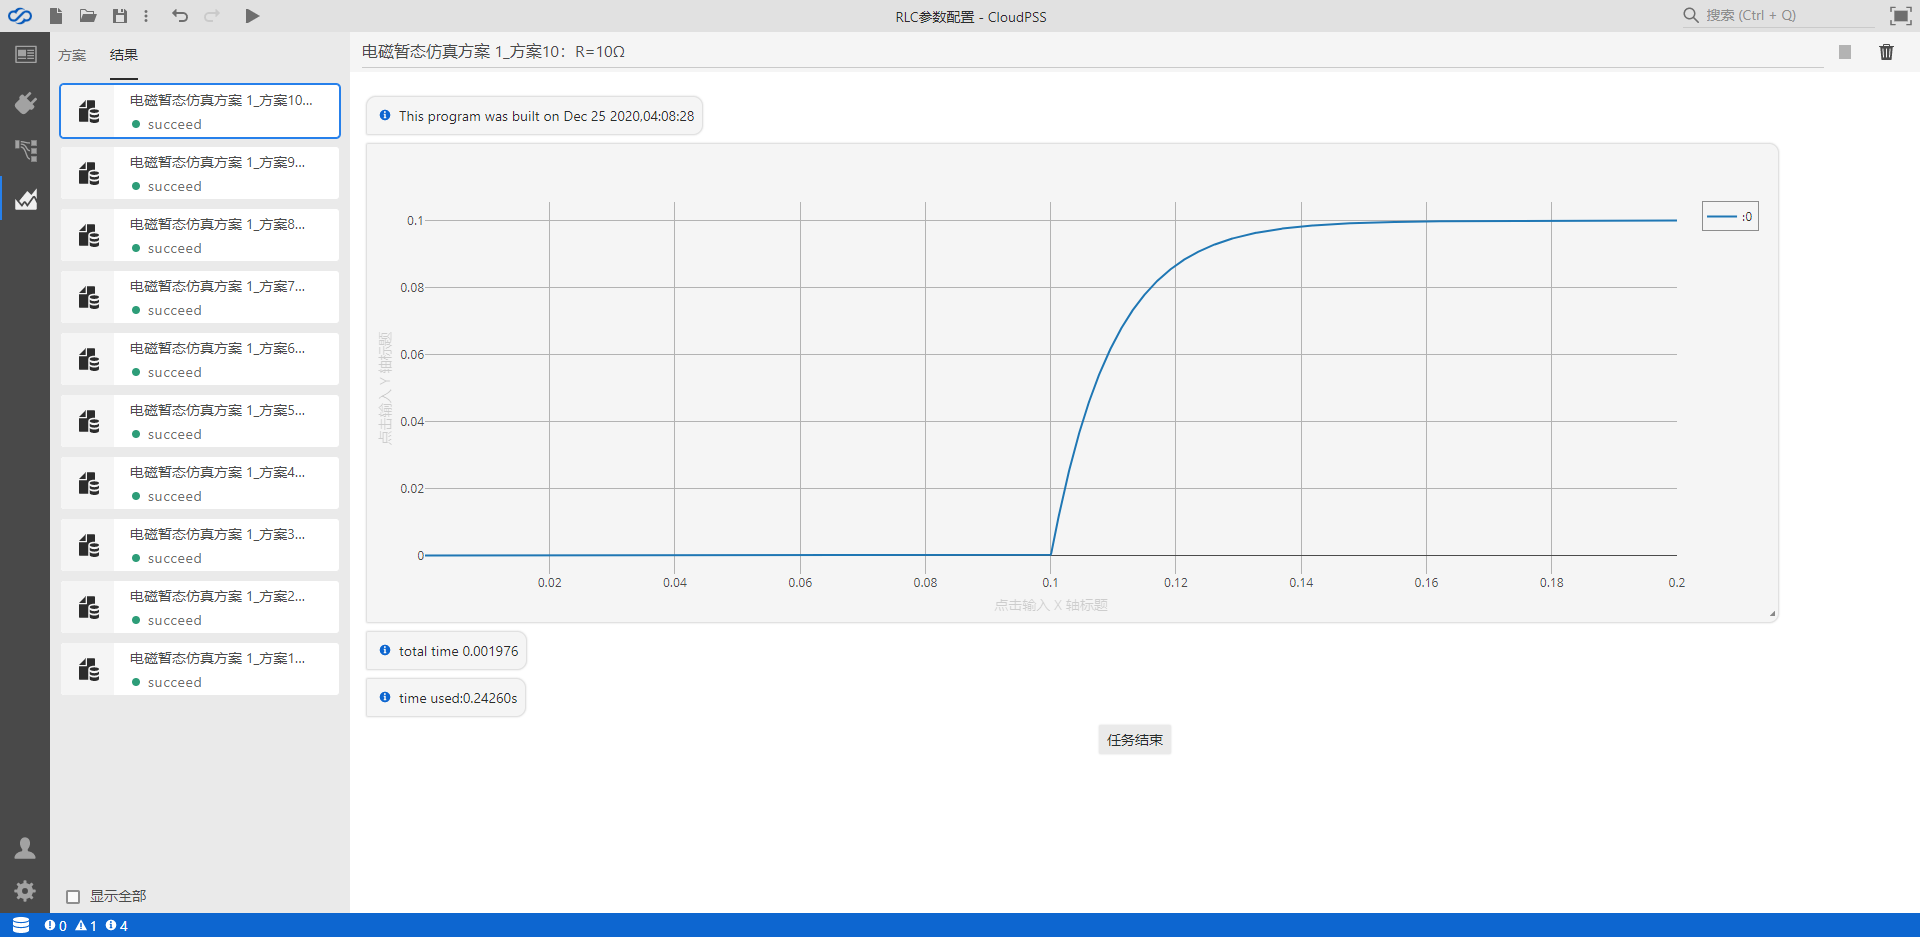 RLC参数配置 - CloudPSS
搜索 (Ctrl + Q)
方案
结果
电磁暂态仿真方案 1_方案10...
succeed
电磁暂态仿真方案 1_方案9...
succeed
电磁暂态仿真方案 1_方案8...
succeed
电磁暂态仿真方案 1_方案7...
succeed
电磁暂态仿真方案 1_方案6...
succeed
电磁暂态仿真方案 1_方案5...
succeed
电磁暂态仿真方案 1_方案4...
succeed
电磁暂态仿真方案 1_方案3...
succeed
电磁暂态仿真方案 1_方案2...
succeed
电磁暂态仿真方案 1_方案1...
succeed
显示全部
电磁暂态仿真方案 1_方案10：R=10Ω
This program was built on Dec 25 2020,04:08:28
:0
0.1
0.08
0.06
0.04
0.02
0
点击输入 Y 轴标题
0.02 0.04 0.06 0.08 0.1 0.12 0.14 0.16 0.18 0.2
点击输入 X 轴标题
total time 0.001976
time used:0.24260s
任务结束
0 1 4